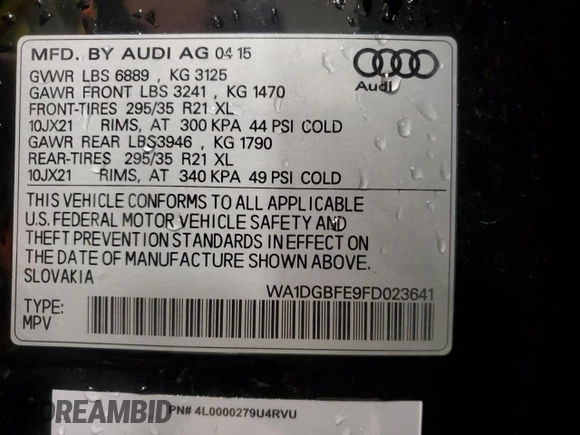 MFD. BY AUDI AG 04 15
Audi
GVWR LBS 6889 , KG 3125
GAWR FRONT LBS 3241 , KG 1470
FRONT-TIRES 295/35 R21 XL
10JX21 RIMS, AT 300 KPA 44 PSI COLD
GAWR REAR LBS3946 , KG 1790
REAR-TIRES 295/35 R21 XL
10JX21 RIMS, AT 340 KPA 49 PSI COLD
THIS VEHICLE CONFORMS TO ALL APPLICABLE
U.S. FEDERAL MOTOR VEHICLE SAFETY AND
THEFT PREVENTION STANDARDS IN EFFECT ON
THE DATE OF MANUFACTURE SHOWN ABOVE.
SLOVAKIA
WA1DGBFE9FD023641
TYPE:
MPV
PN# 4L0000279U4RVU
DREAMBID